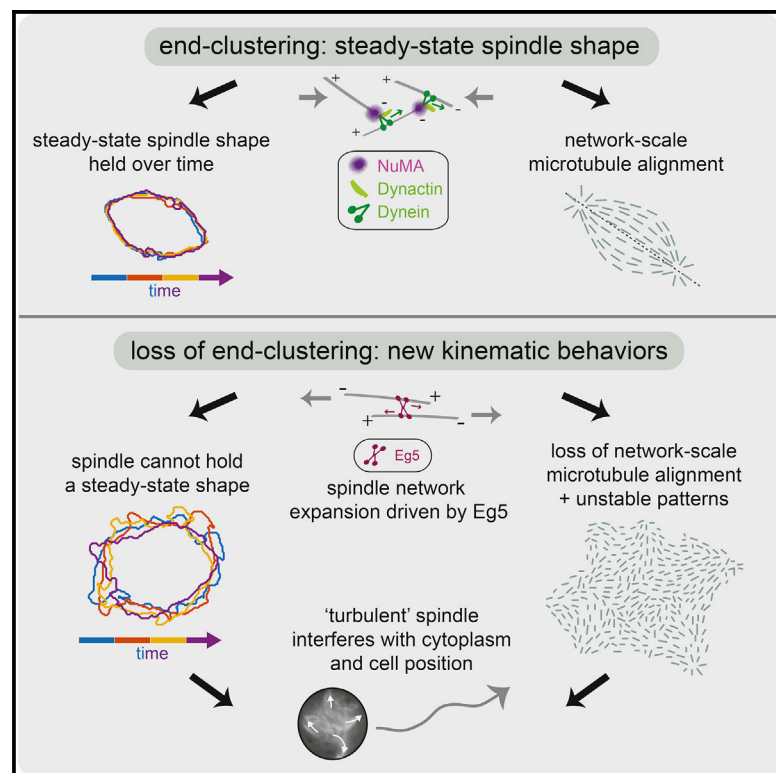 end-clustering: steady-state spindle shape
steady-state spindle shape
held over time
time
+
+
-
-
+
-
NuMA
Dynactin
Dynein
network-scale
microtubule alignment
loss of end-clustering: new kinematic behaviors
spindle cannot hold
a steady-state shape
time
-
+
+
-
Eg5
spindle network
expansion driven by Eg5
loss of network-scale
microtubule alignment
+ unstable patterns
'turbulent' spindle
interferes with cytoplasm
and cell position